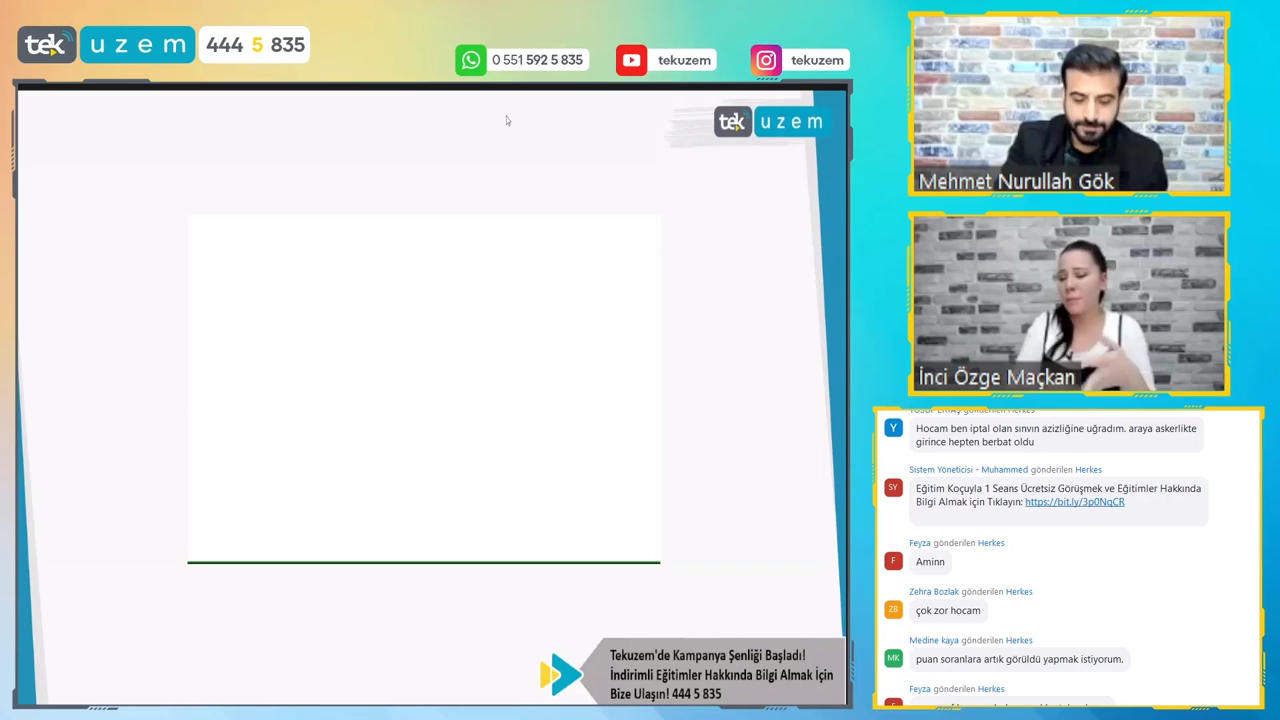 tek uzem 444 5 835
0 551 592 5 835
tekuzem
tekuzem
tek uzem
Mehmet Nurullah Gök
İnci Özge Maçkan
gönderilen Herkes
Y
Hocam ben iptal olan sınvın azizliğine uğradım. araya askerlikte
girince hepten berbat oldu
Sistem Yöneticisi - Muhammed gönderilen Herkes
SY
Eğitim Koçuyla 1 Seans Ücretsiz Görüşmek ve Eğitimler Hakkında
Bilgi Almak için Tıklayın: https://bit.ly/3p0NqCR
Feyza gönderilen Herkes
F
Aminn
Zehra Bozlak gönderilen Herkes
ZB
çok zor hocam
Medine kaya gönderilen Herkes
MK
puan soranlara artık görüldü yapmak istiyorum.
Feyza gönderilen Herkes
Tekuzem'de Kampanya Şenliği Başladı!
İndirimli Eğitimler Hakkında Bilgi Almak İçin
Bize Ulaşın! 444 5 835